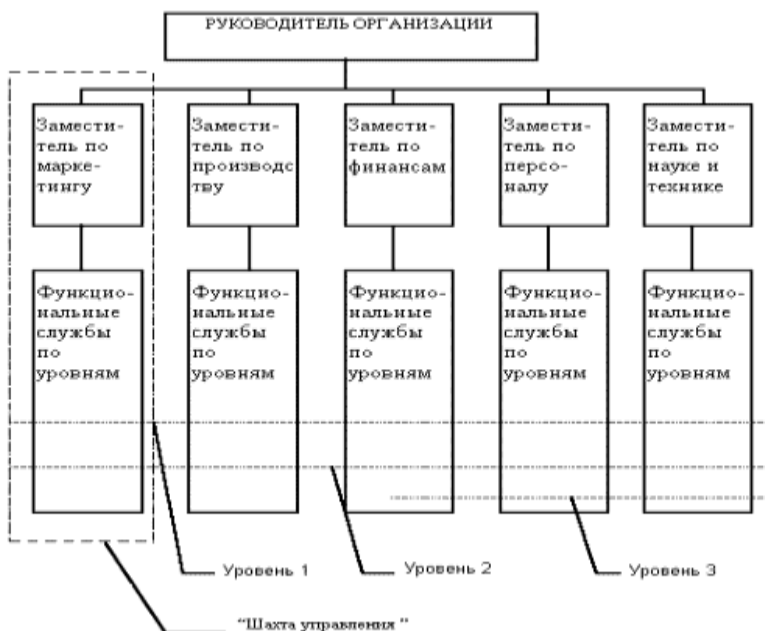 РУКОВОДИТЕЛЬ ОРГАНИЗАЦИИ
Замести-
тель по
марке-
тингу
Замести-
тель по
производс
тву
Замести-
тель по
финансам
Замести-
тель по
персо-
налу
Замести-
тель по
науке и
технике
Функцио-
нальные
службы
по
уровням
Функцио-
нальные
службы
по
уровням
Функцио-
нальные
службы
по
уровням
Функцио-
нальные
службы
по
уровням
Функцио-
нальные
службы
по
уровням
Уровень 1
Уровень 2
Уровень 3
“Шахта управления ”